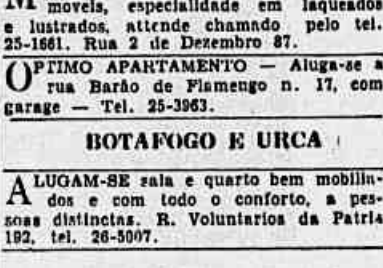 M moveis, especialidade em laqueados
e lustrados, attende chamado pelo tel.
25-1661. Rua 2 de Dezembro 87.
OPTIMO APARTAMENTO — Aluga-se a
rua Barão de Flamengo n. 17, com
garage — Tel. 25-3963.
BOTAFOGO E URCA
ALUGAM-SE sala e quarto bem mobilia-
dos e com todo o conforto, a pes-
soas distinctas. R. Voluntarios da Patria
192, tel. 26-5007.